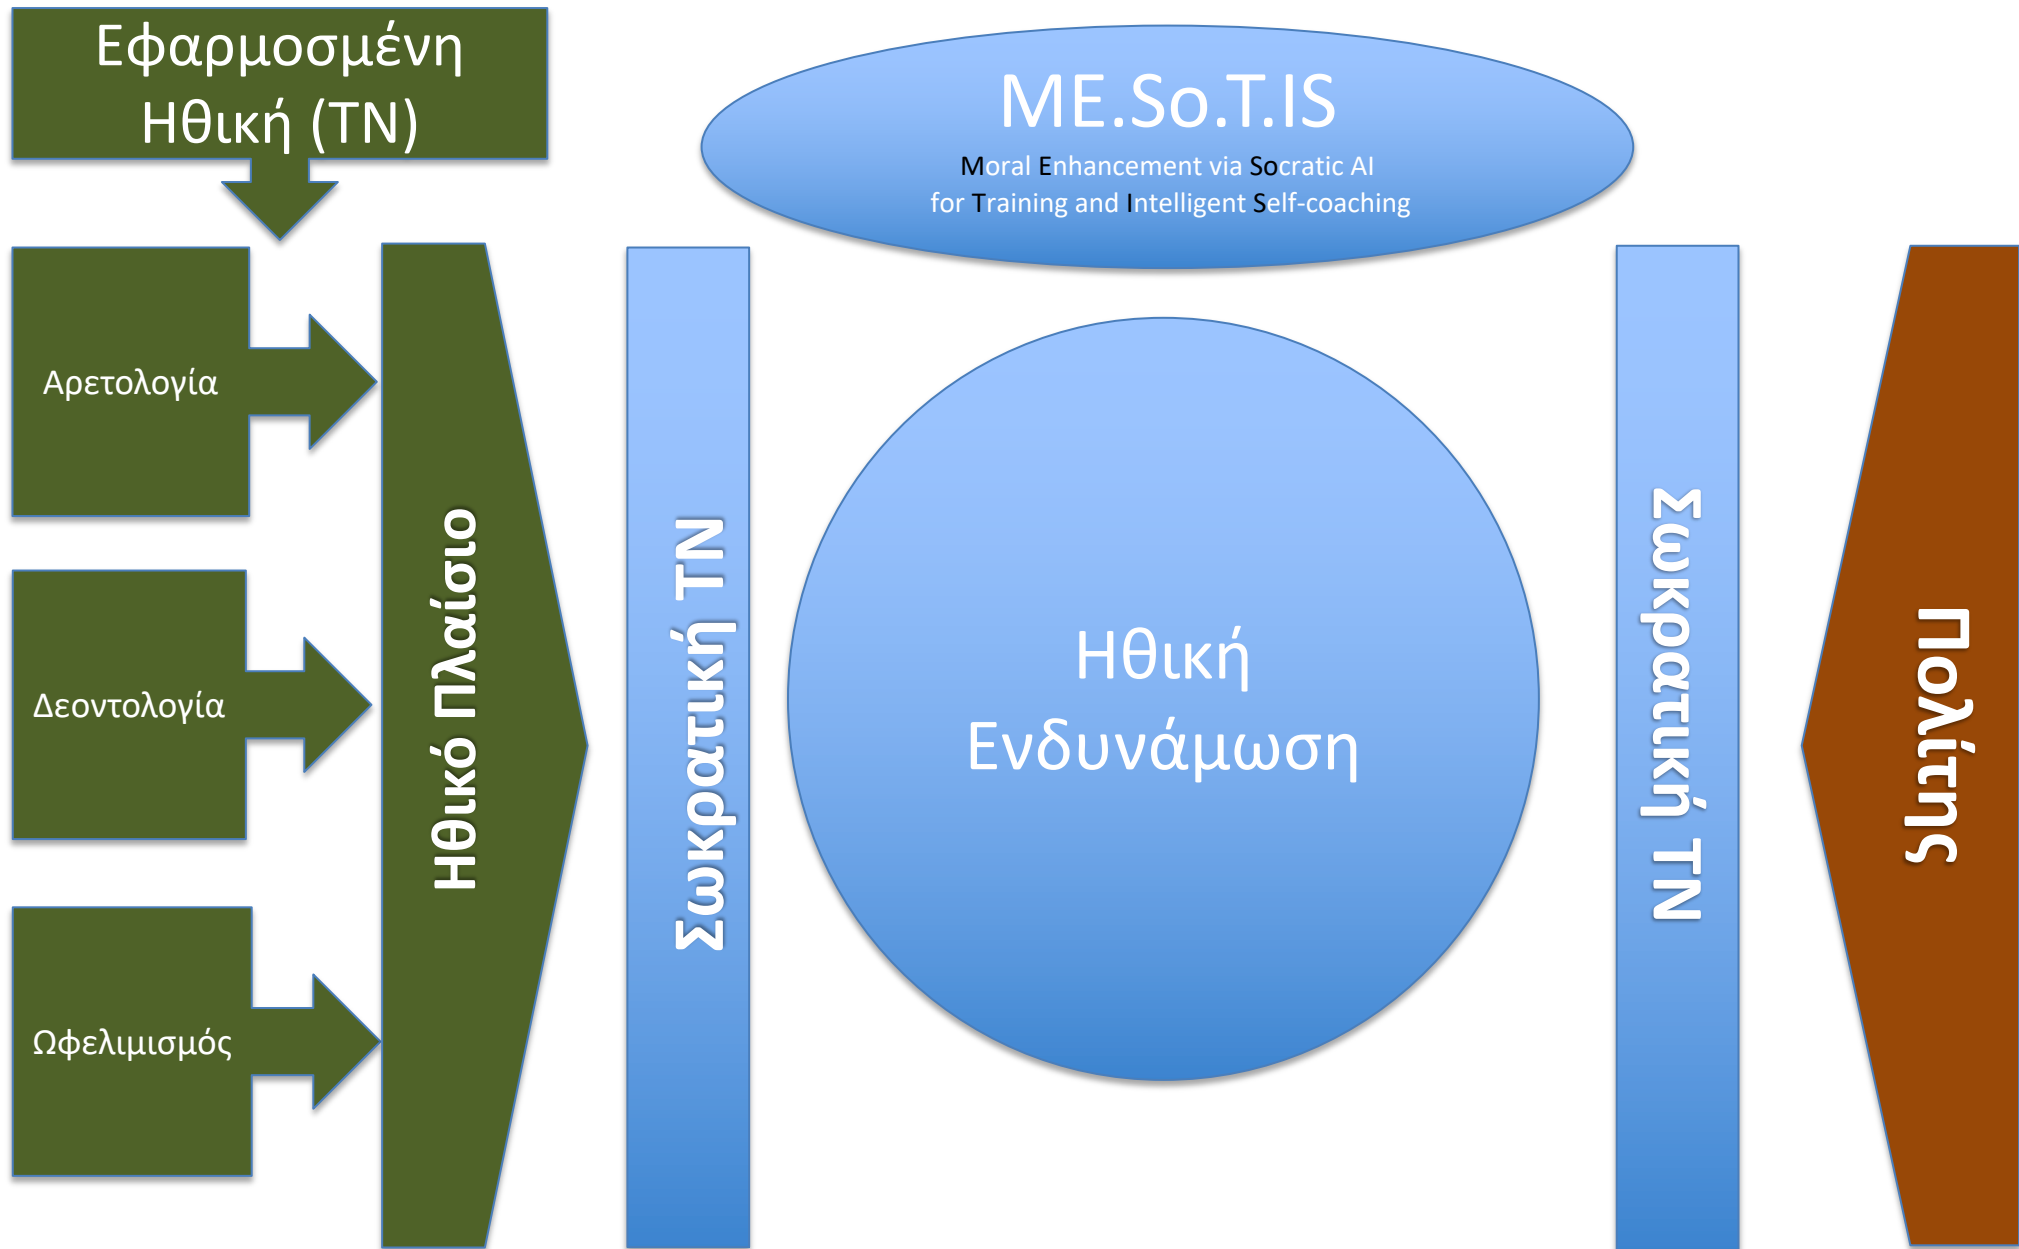 Εφαρμοσμένη
Ηθική (ΤΝ)
ME.So.T.IS
Moral Enhancement via Socratic AI
for Training and Intelligent Self-coaching
Αρετολογία
Δεοντολογία
Ωφελιμισμός
Ηθικό Πλαίσιο
Σωκρατική ΤΝ
Ηθική
Ενδυνάμωση
Σωκρατική ΤΝ
Πολίτης